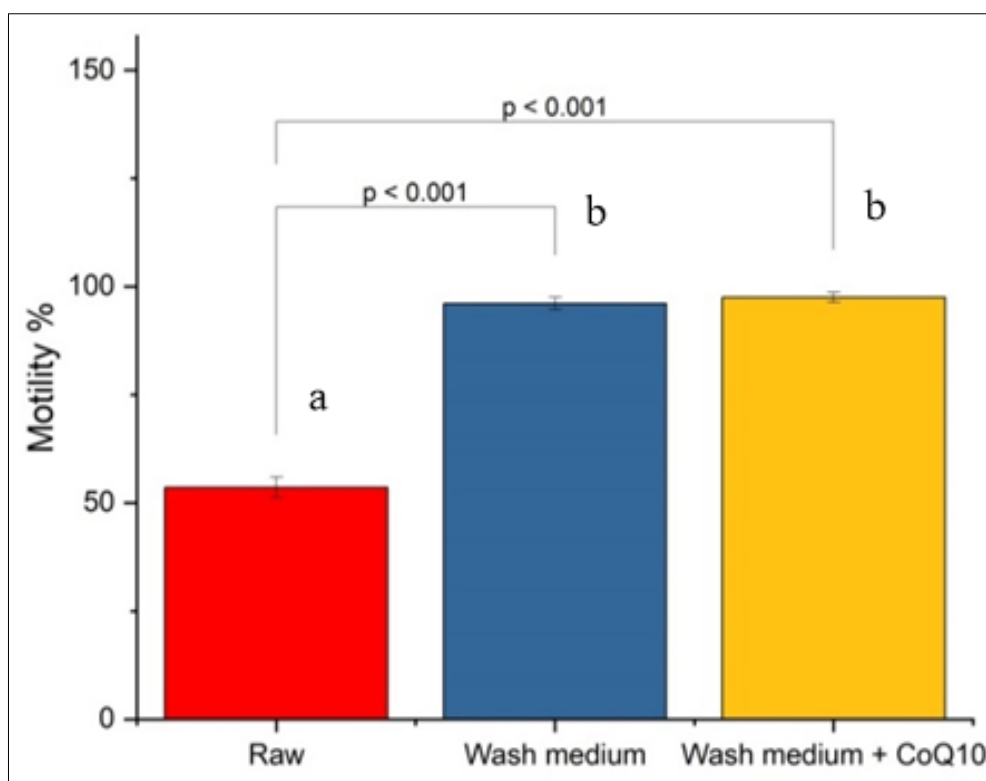 150
p < 0.001
p < 0.001
b
b
100
Motility %
a
50
0
Raw
Wash medium
Wash medium + CoQ10